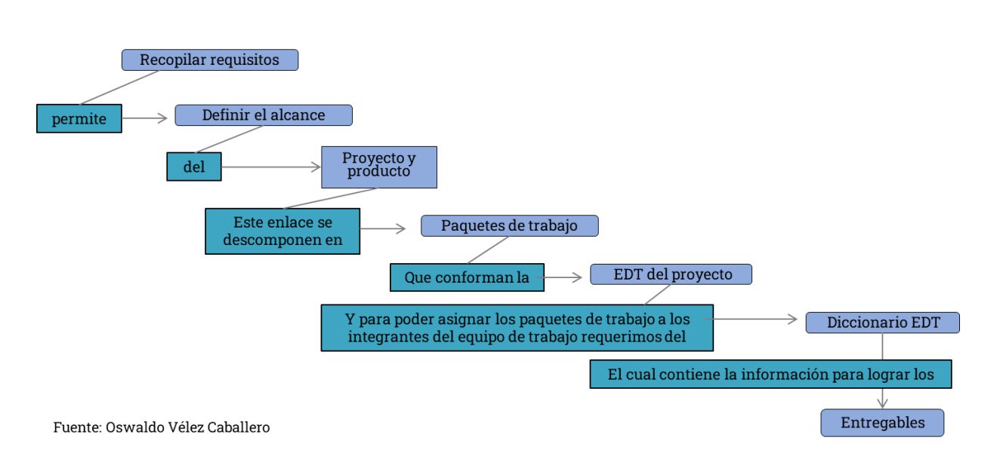 Recopilar requisitos
permite
Definir el alcance
del
Proyecto y
producto
Este enlace se
descomponen en
Paquetes de trabajo
Que conforman la
EDT del proyecto
Y para poder asignar los paquetes de trabajo a los
integrantes del equipo de trabajo requerimos del
Diccionario EDT
El cual contiene la información para lograr los
Entregables
Fuente: Oswaldo Vélez Caballero